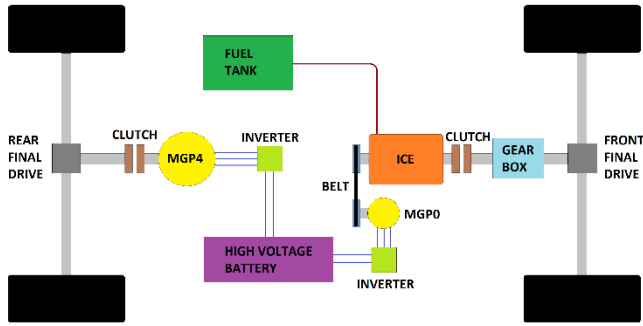 FUEL
TANK
REAR
FINAL
DRIVE
CLUTCH
MGP4
INVERTER
BELT
ICE
CLUTCH
GEAR
BOX
FRONT
FINAL
DRIVE
MGP0
HIGH VOLTAGE
BATTERY
INVERTER